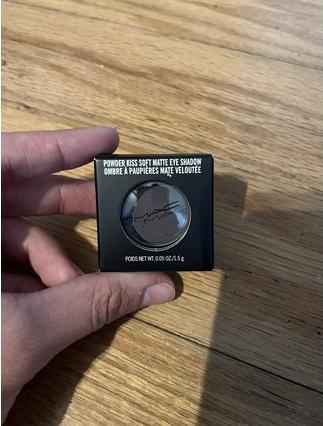 POWDER KISS SOFT MATTE EYE SHADOW
OMBRE À PAUPIÈRES MATE VELOUTÉE
MAC
MAC
POIDS NET WT. 0.05 OZ/1.5 g